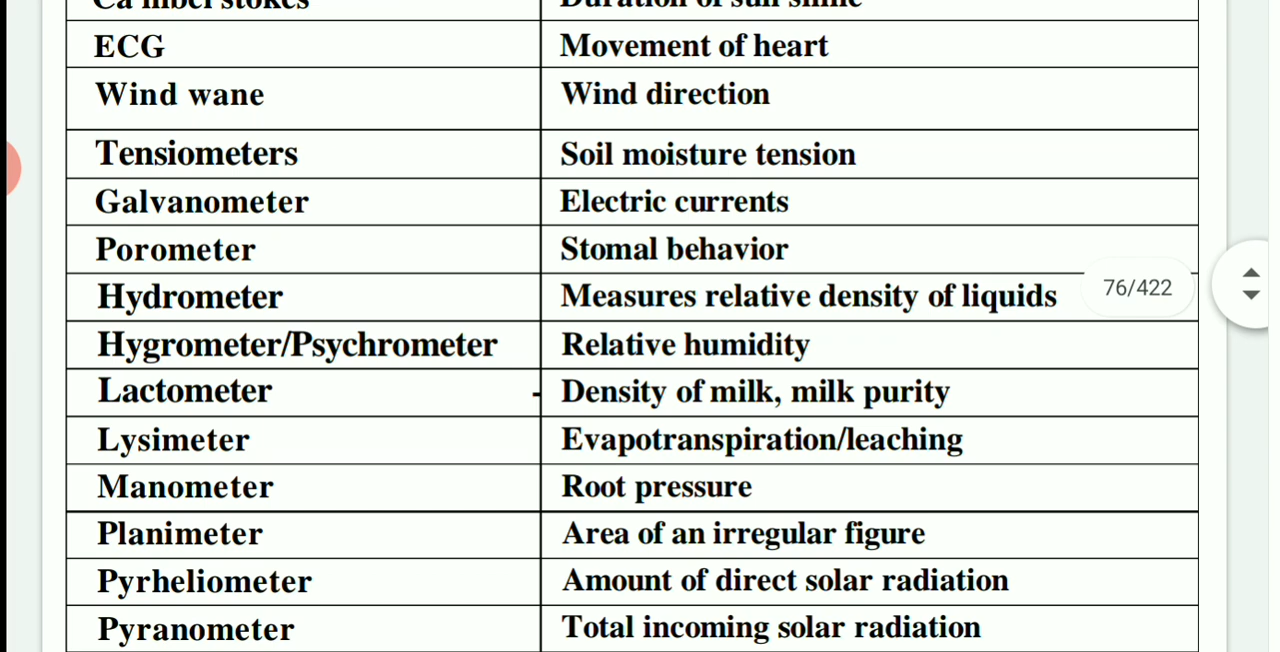 ECG Movement of heart
Wind wane Wind direction
Tensiometers Soil moisture tension
Galvanometer Electric currents
Porometer Stomal behavior
Hydrometer Measures relative density of liquids
76/422
Hygrometer/Psychrometer Relative humidity
Lactometer - Density of milk, milk purity
Lysimeter Evapotranspiration/leaching
Manometer Root pressure
Planimeter Area of an irregular figure
Pyrheliometer Amount of direct solar radiation
Pyranometer Total incoming solar radiation